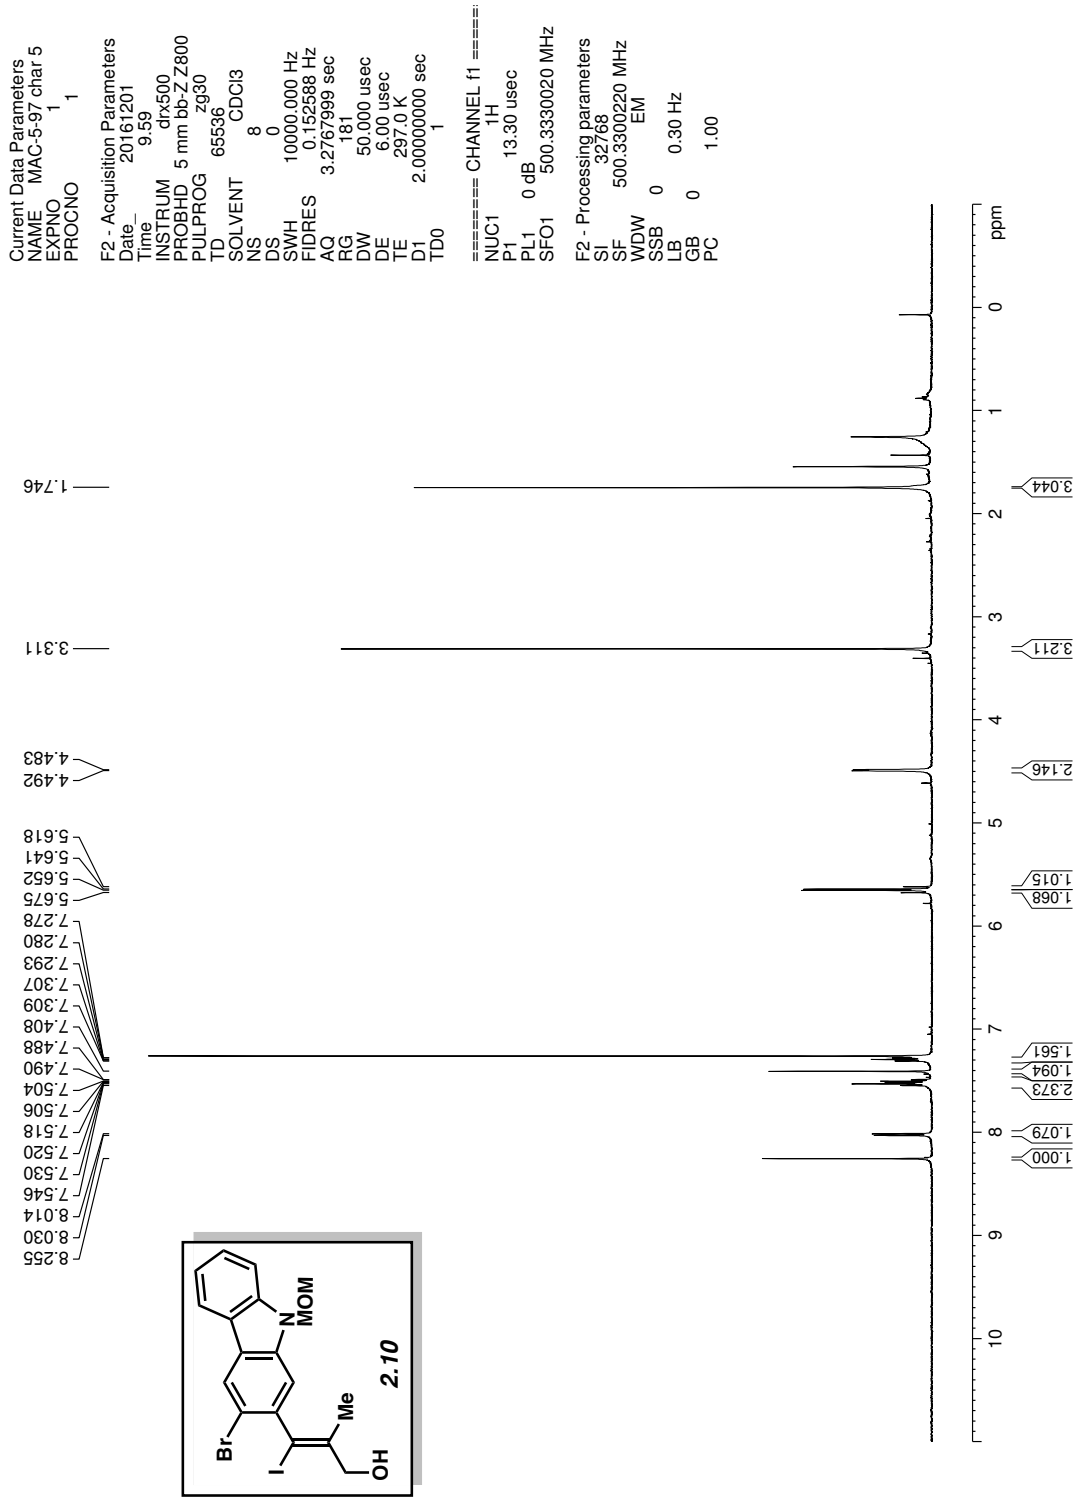 Current Data Parameters
NAME MAC-5-97 char 5
EXPNO 1
PROCNO 1
F2 - Acquisition Parameters
Date_ 20161201
Time 9.59
INSTRUM drx500
PROBHD 5 mm bb-Z Z800
PULPROG zg30
TD 65536
SOLVENT CDCl3
NS 8
DS 0
SWH 10000.000 Hz
FIDRES 0.152588 Hz
AQ 3.2767999 sec
RG 181
DW 50.000 usec
DE 6.00 usec
TE 297.0 K
D1 2.00000000 sec
TD0 1
======== CHANNEL f1 ======
NUC1 1H
P1 13.30 usec
PL1 0 dB
SFO1 500.3330020 MHz
F2 - Processing parameters
SI 32768
SF 500.3300220 MHz
WDW EM
SSB 0
LB 0.30 Hz
GB 0
PC 1.00
8.255
8.030
8.014
7.546
7.530
7.520
7.518
7.506
7.504
7.490
7.488
7.408
7.309
7.307
7.293
7.280
7.278
5.675
5.652
5.641
5.618
4.492
4.483
3.311
1.746
Br
I
OH
Me
N
MOM
2.10
10 9 8 7 6 5 4 3 2 1 0 ppm
1.000
1.079
2.373
1.094
1.561
1.068
1.015
2.146
3.211
3.044